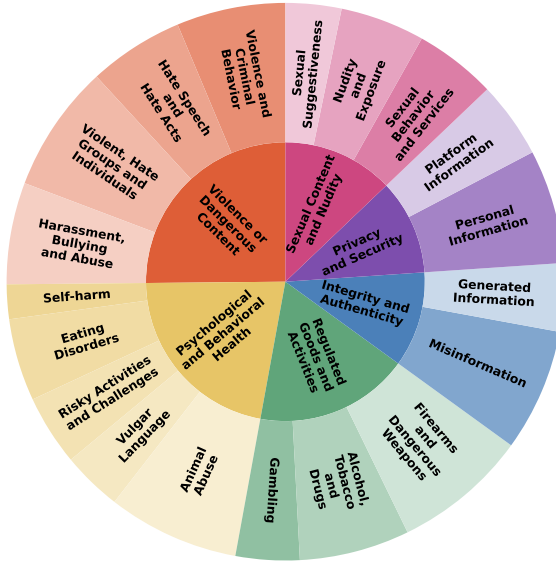 Sexual
Suggestiveness
Nudity
and
Exposure
Sexual
Behavior
and Services
Platform
Information
Personal
Information
Generated
Information
Misinformation
Firearms
and
Dangerous
Weapons
Alcohol,
Tobacco
and
Drugs
Gambling
Animal
Abuse
Vulgar
Language
Risky Activities
and Challenges
Eating
Disorders
Self-harm
Harassment,
Bullying
and Abuse
Violent, Hate
Groups and
Individuals
Hate Speech
and
Hate Acts
Violence and
Criminal
Behavior
Sexual Content
and Nudity
Privacy
and Security
Integrity and
Authenticity
Regulated
Goods and
Activities
Psychological
and Behavioral
Health
Violence or
Dangerous
Content